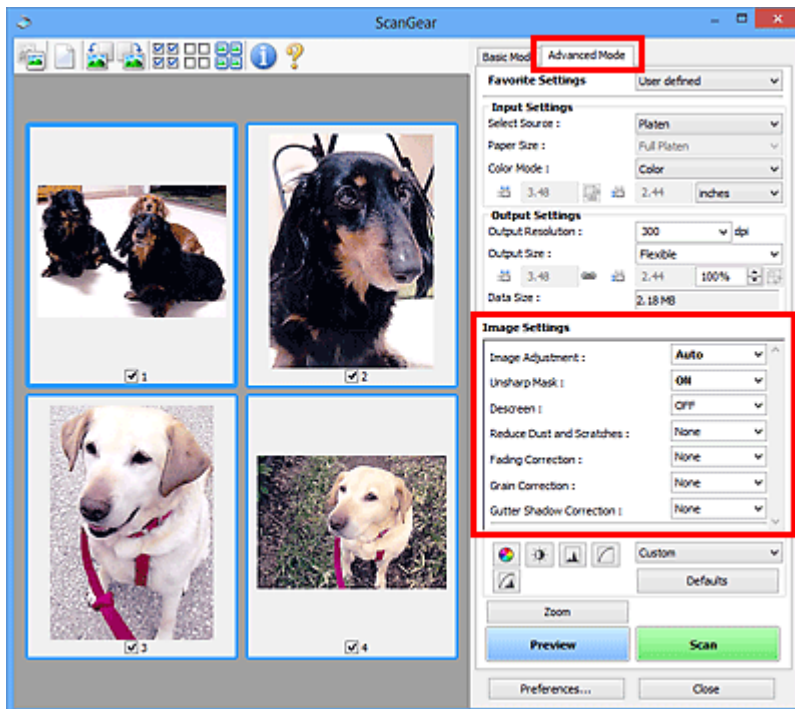 ScanGear
Basic Mode Advanced Mode
Favorite Settings User defined
Input Settings
Select Source : Platen
Paper Size : Full Platen
Color Mode : Color
3.48 2.44 inches
Output Settings
Output Resolution : 300 dpi
Output Size : Flexible
3.48 2.44 100%
Data Size : 2.18 MB
Image Settings
Image Adjustment : Auto
Unsharp Mask : ON
Descreen : OFF
Reduce Dust and Scratches : None
Fading Correction : None
Grain Correction : None
Gutter Shadow Correction : None
Custom
Defaults
Zoom
Preview Scan
Preferences... Close
1
2
3
4